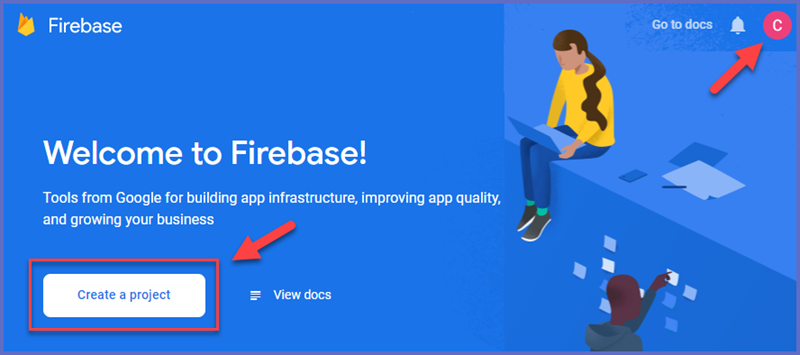 Firebase
Go to docs
C
Welcome to Firebase!
Tools from Google for building app infrastructure, improving app quality,
and growing your business
Create a project
View docs